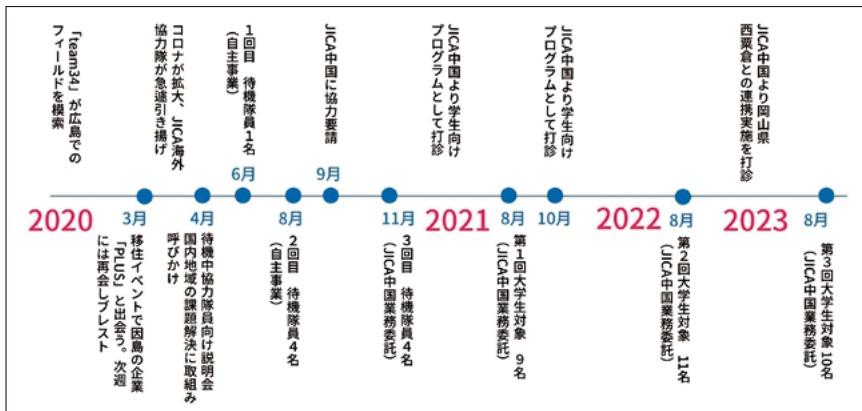 「team34」が広島での
フィールドを模索
コロナが拡大、JICA海外
協力隊が急遽引き揚げ
1回目 待機隊員1名
(自主事業)
JICA中国に協力要請
JICA中国より学生向け
プログラムとして打診
JICA中国より学生向け
プログラムとして打診
JICA中国より岡山県
西粟倉との連携実施を打診
6月
9月
2020
3月
4月
8月
11月
2021
8月
10月
2022
8月
2023
8月
移住イベントで因島の企業
「PLUS」と出会う。次週
には再会しブレスト
待機中協力隊員向け説明会
国内地域の課題解決に取組み
呼びかけ
2回目 待機隊員4名
(自主事業)
3回目 待機隊員4名
(JICA中国業務委託)
第1回大学生対象 9名
(JICA中国業務委託)
第2回大学生対象 11名
(JICA中国業務委託)
第3回大学生対象 10名
(JICA中国業務委託)